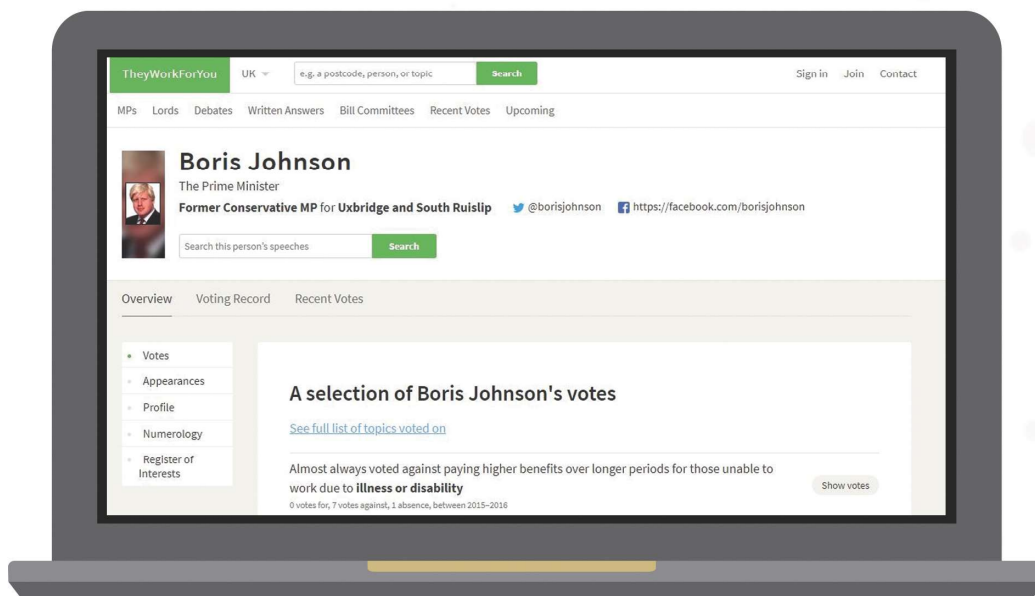 TheyWorkForYou UK e.g. a postcode, person, or topic Search Sign in Join Contact
MPs Lords Debates Written Answers Bill Committees Recent Votes Upcoming
Boris Johnson
The Prime Minister
Former Conservative MP for Uxbridge and South Ruislip @borisjohnson https://facebook.com/borisjohnson
Search this person's speeches Search
Overview Voting Record Recent Votes
Votes
Appearances
Profile
Numerology
Register of
Interests
A selection of Boris Johnson's votes
See full list of topics voted on
Almost always voted against paying higher benefits over longer periods for those unable to
work due to illness or disability
Show votes
0 votes for, 7 votes against, 1 absence, between 2015–2016